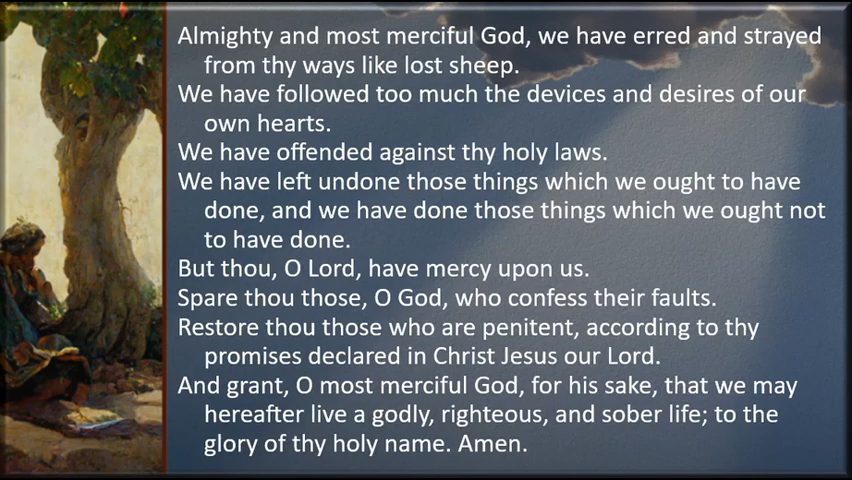 Almighty and most merciful God, we have erred and strayed
from thy ways like lost sheep.
We have followed too much the devices and desires of our
own hearts.
We have offended against thy holy laws.
We have left undone those things which we ought to have
done, and we have done those things which we ought not
to have done.
But thou, O Lord, have mercy upon us.
Spare thou those, O God, who confess their faults.
Restore thou those who are penitent, according to thy
promises declared in Christ Jesus our Lord.
And grant, O most merciful God, for his sake, that we may
hereafter live a godly, righteous, and sober life; to the
glory of thy holy name. Amen.